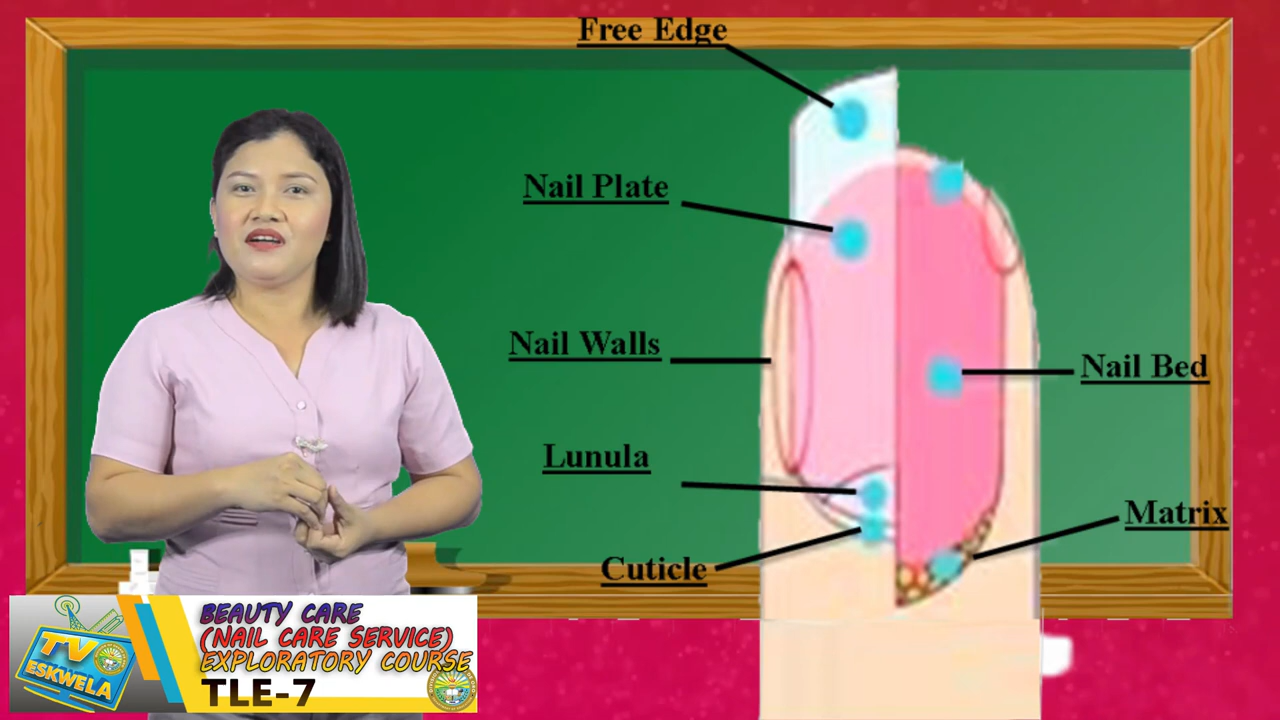 Free Edge
Nail Plate
Nail Walls
Nail Bed
Lunula
Matrix
Cuticle
TV
ESKWELA
BEAUTY CARE
(NAIL CARE SERVICE)
EXPLORATORY COURSE
TLE-7